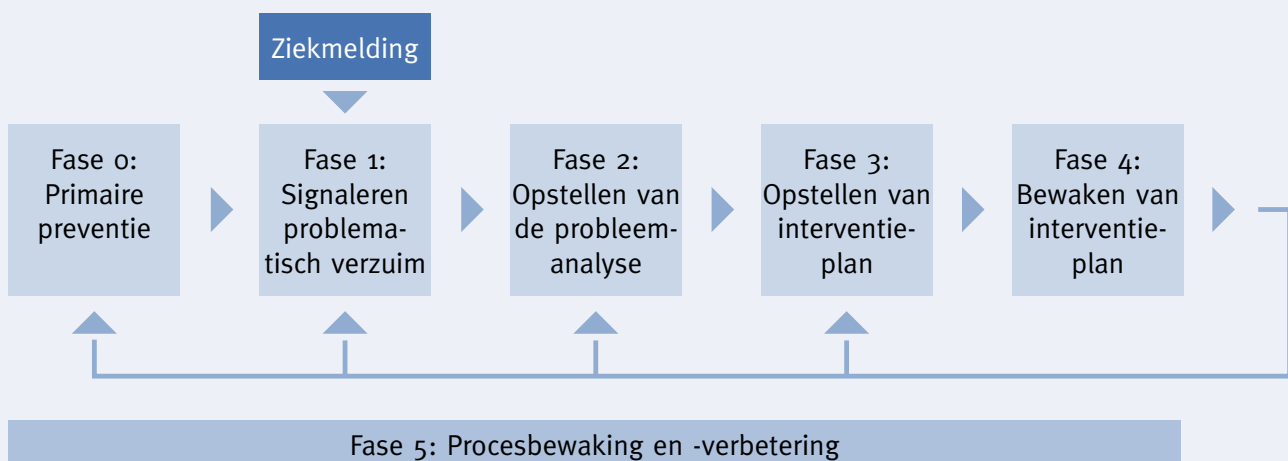 Ziekmelding
Fase 0:
Primaire
preventie
Fase 1:
Signaleren
problema-
tisch verzuim
Fase 2:
Opstellen van
de probleem-
analyse
Fase 3:
Opstellen van
interventie-
plan
Fase 4:
Bewaken van
interventie-
plan
Fase 5: Procesbewaking en -verbetering